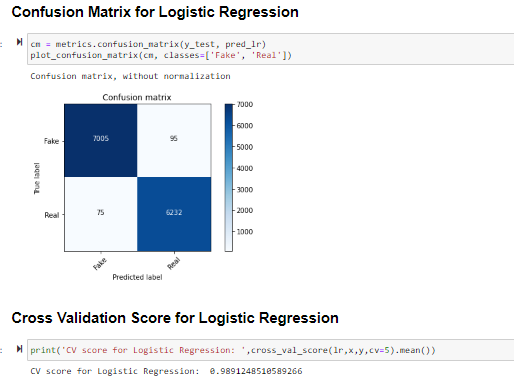 Confusion Matrix for Logistic Regression
cm = metrics.confusion_matrix(y_test, pred_lr)
plot_confusion_matrix(cm, classes=['Fake', 'Real'])
Confusion matrix, without normalization
Confusion matrix
7000
6000
5000
4000
3000
2000
1000
Fake
7005
95
True label
Real
75
6232
Fake
Real
Predicted label
Cross Validation Score for Logistic Regression
print('CV score for Logistic Regression: ',cross_val_score(lr,x,y,cv=5).mean())
CV score for Logistic Regression:  0.9891248510589266